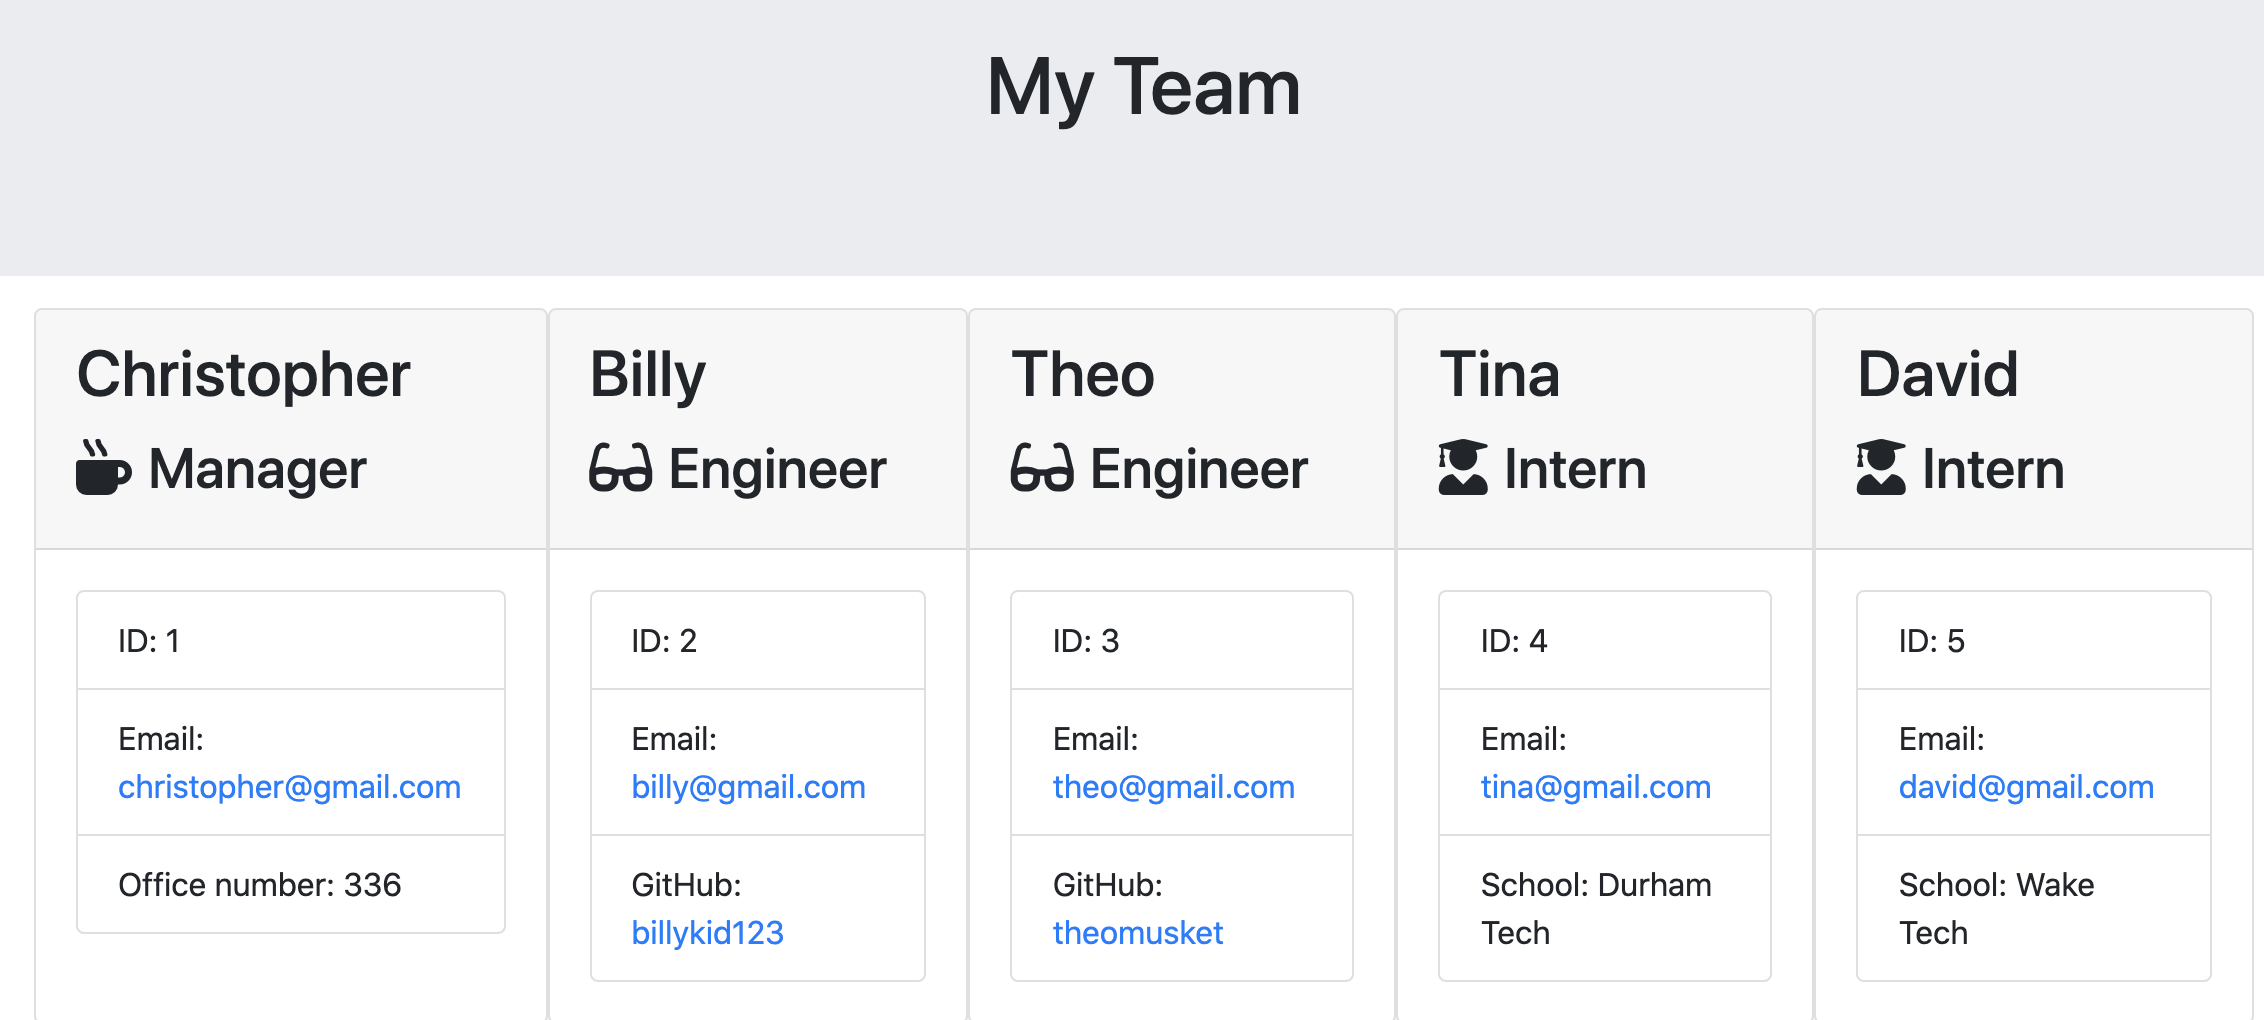 My Team
Christopher
Manager
ID: 1
Email:
christopher@gmail.com
Office number: 336
Billy
Engineer
ID: 2
Email:
billy@gmail.com
GitHub:
billykid123
Theo
Engineer
ID: 3
Email:
theo@gmail.com
GitHub:
theomusket
Tina
Intern
ID: 4
Email:
tina@gmail.com
School: Durham
Tech
David
Intern
ID: 5
Email:
david@gmail.com
School: Wake
Tech